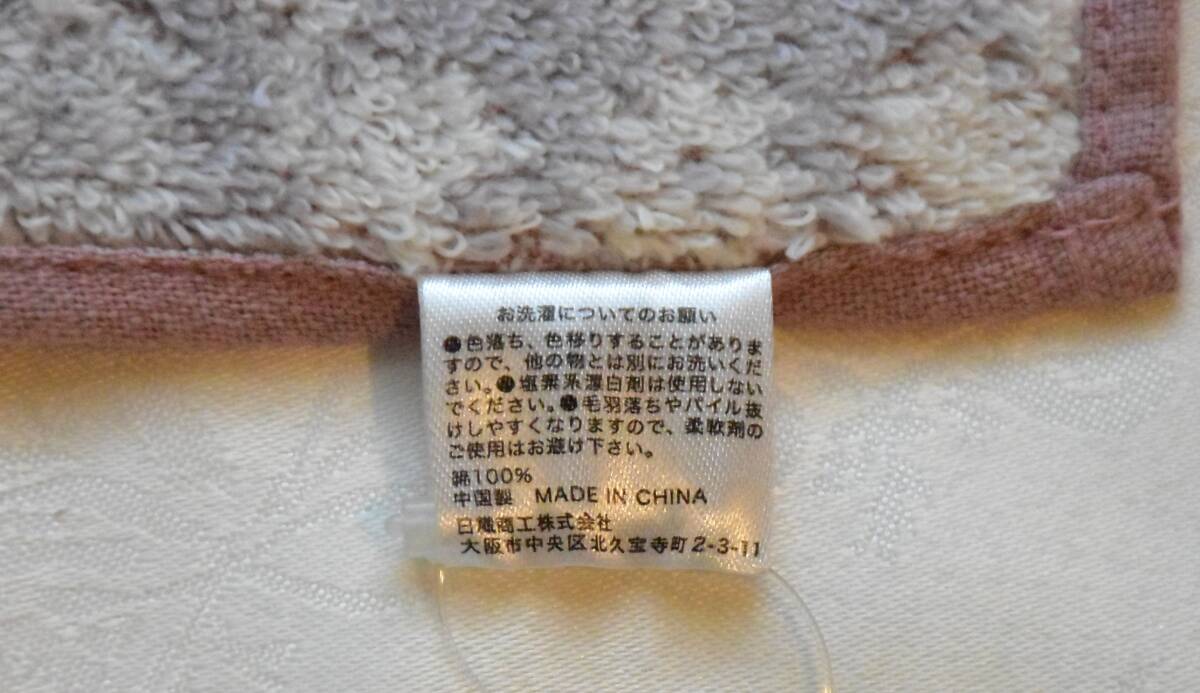 お洗濯についてのお願い
●色落ち、色移りすることがありま
すので、他の物とは別にお洗いくだ
さい。●塩素系漂白剤は使用しない
でください。●毛羽落ちやパイル抜
けしやすくなりますので、柔軟剤の
ご使用はお避け下さい。
綿100%
中国製 MADE IN CHINA
日繊商工株式会社
大阪市中央区北久宝寺町2-3-11